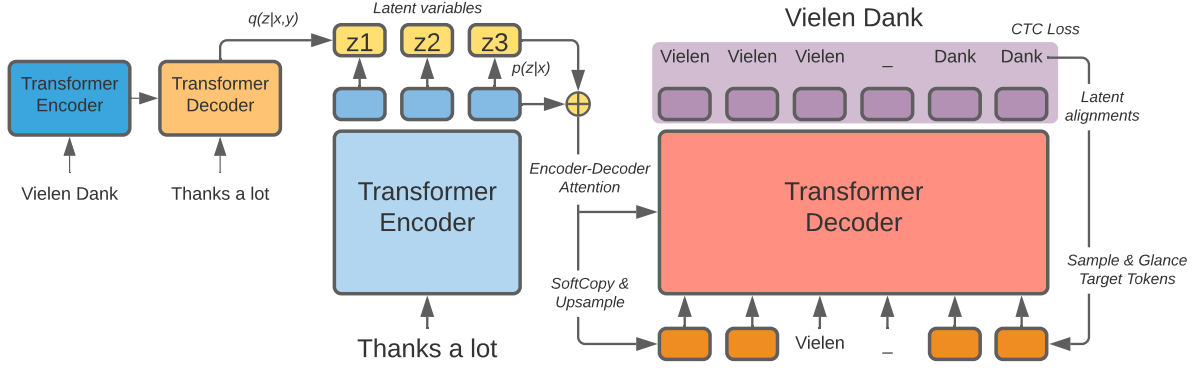 q(z|x,y)
Latent variables
Vielen Dank
CTC Loss
z1 z2 z3
Vielen Vielen Vielen _ Dank Dank
p(z|x)
Transformer
Encoder
Transformer
Decoder
Latent
alignments
Vielen Dank
Thanks a lot
Transformer
Encoder
Encoder-Decoder
Attention
Transformer
Decoder
SoftCopy &
Upsample
Sample & Glance
Target Tokens
Thanks a lot
Vielen _